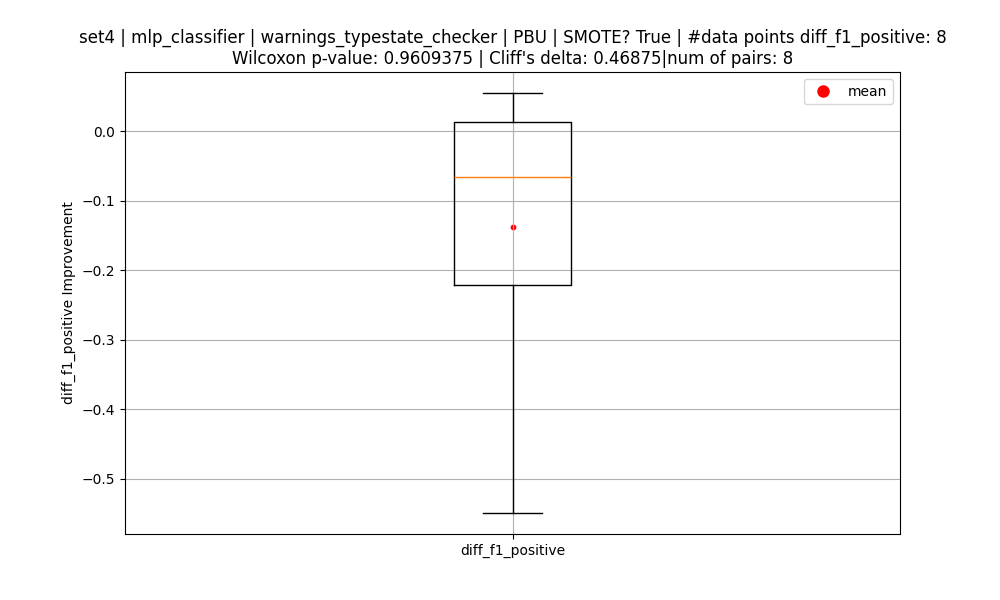 set4 | mlp_classifier | warnings_typestate_checker | PBU | SMOTE? True | #data points diff_f1_positive: 8
Wilcoxon p-value: 0.9609375 | Cliff's delta: 0.46875|num of pairs: 8
mean
0.0
−0.1
−0.2
−0.3
−0.4
−0.5
diff_f1_positive Improvement
diff_f1_positive